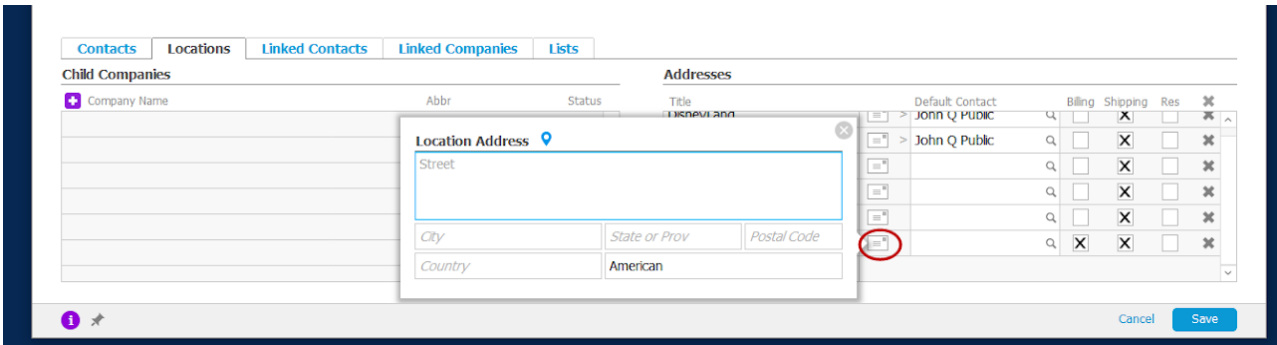 Contacts Locations Linked Contacts Linked Companies Lists
Child Companies Addresses
Company Name Abbr Status Title Default Contact Billing Shipping Res
DisneyLand > John Q Public X
> John Q Public X
X
X
X
X X
Location Address
Street
City State or Prov Postal Code
Country American
Cancel Save